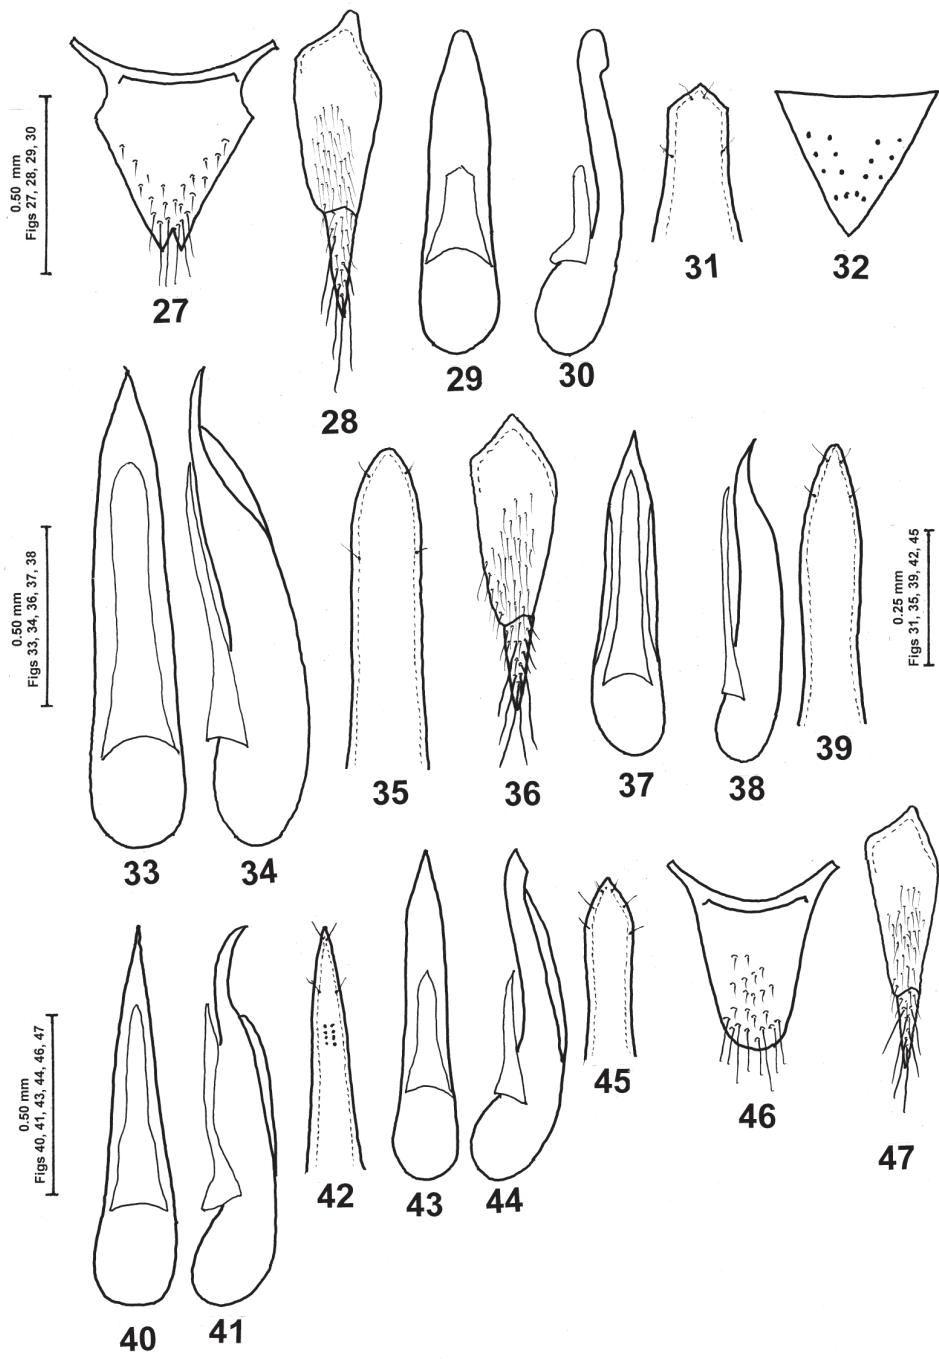 0.50 mm
Figs 27, 28, 29, 30
27
28
29
30
31
32
0.50 mm
Figs 33, 34, 36, 37, 38
33
34
35
36
37
38
39
0.25 mm
Figs 31, 35, 39, 42, 45
0.50 mm
Figs 40, 41, 43, 44, 46, 47
40
41
42
43
44
45
46
47